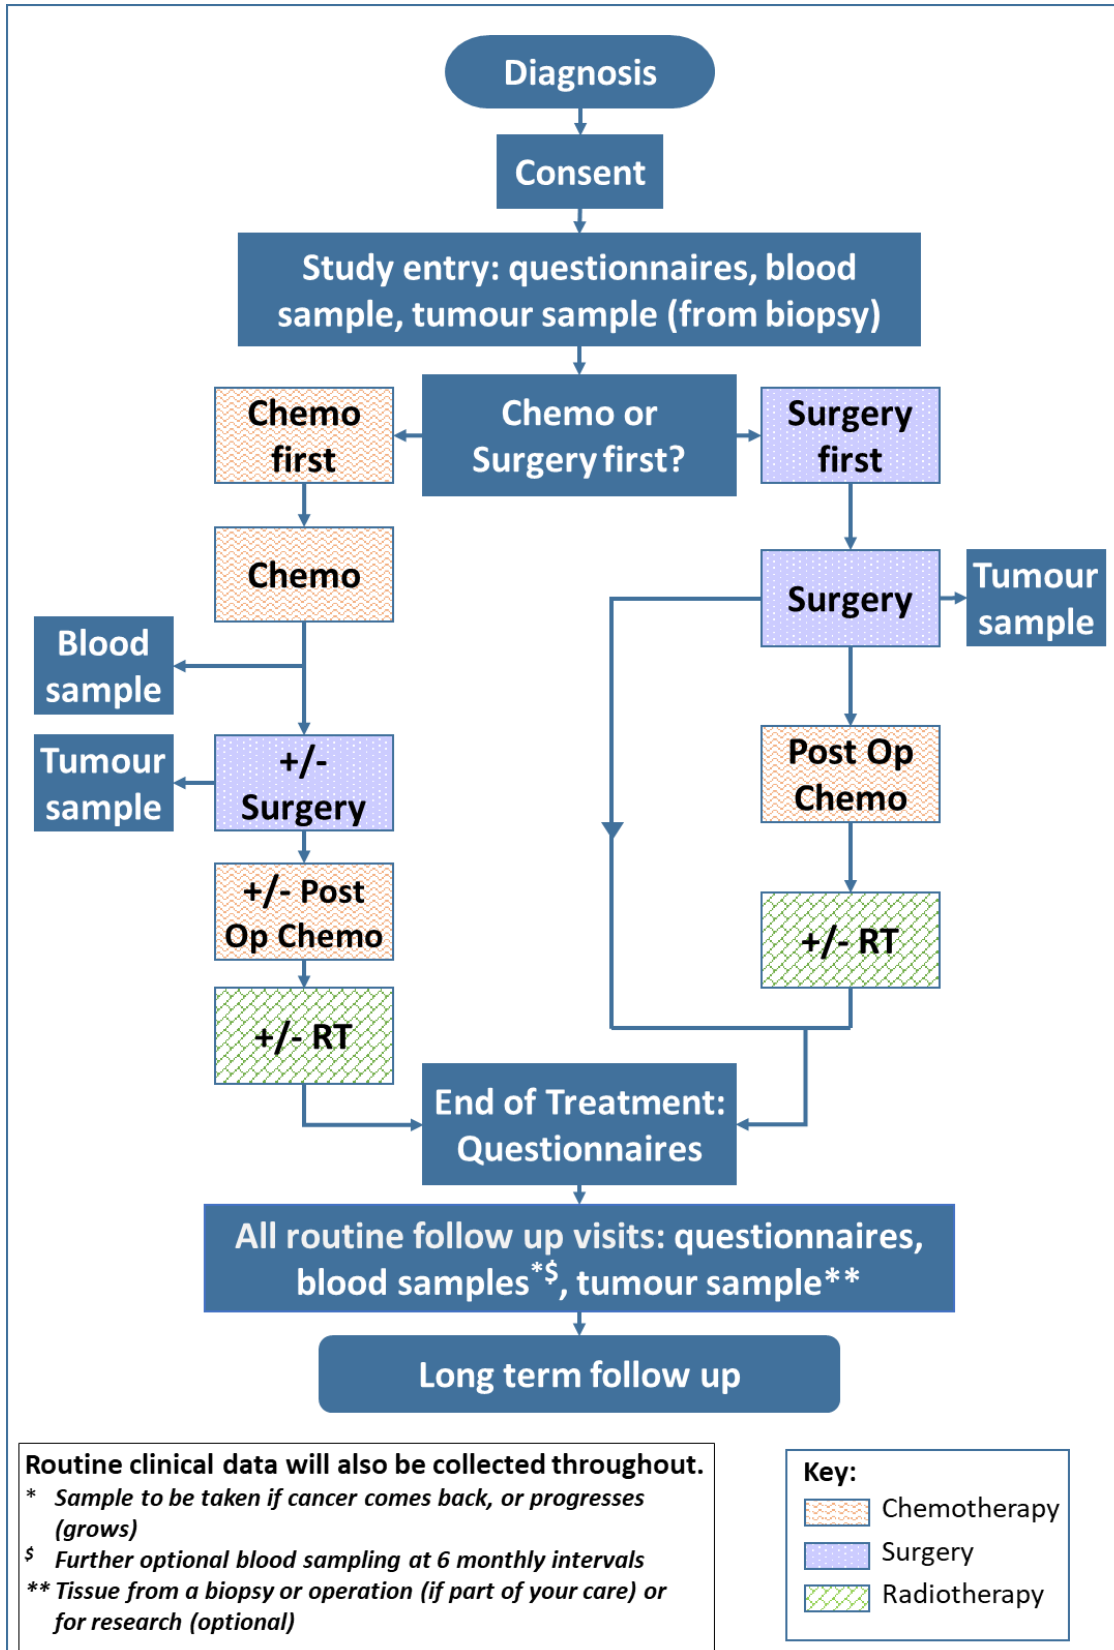 Diagnosis
Consent
Study entry: questionnaires, blood
sample, tumour sample (from biopsy)
Chemo
first
Chemo or
Surgery first?
Surgery
first
Chemo
Surgery
Tumour
sample
Blood
sample
Tumour
sample
+/-
Surgery
Post Op
Chemo
+/- Post
Op Chemo
+/- RT
+/- RT
End of Treatment:
Questionnaires
All routine follow up visits: questionnaires,
blood samples*$, tumour sample**
Long term follow up
Routine clinical data will also be collected throughout.
* Sample to be taken if cancer comes back, or progresses
(grows)
$ Further optional blood sampling at 6 monthly intervals
** Tissue from a biopsy or operation (if part of your care) or
for research (optional)
Key:
Chemotherapy
Surgery
Radiotherapy